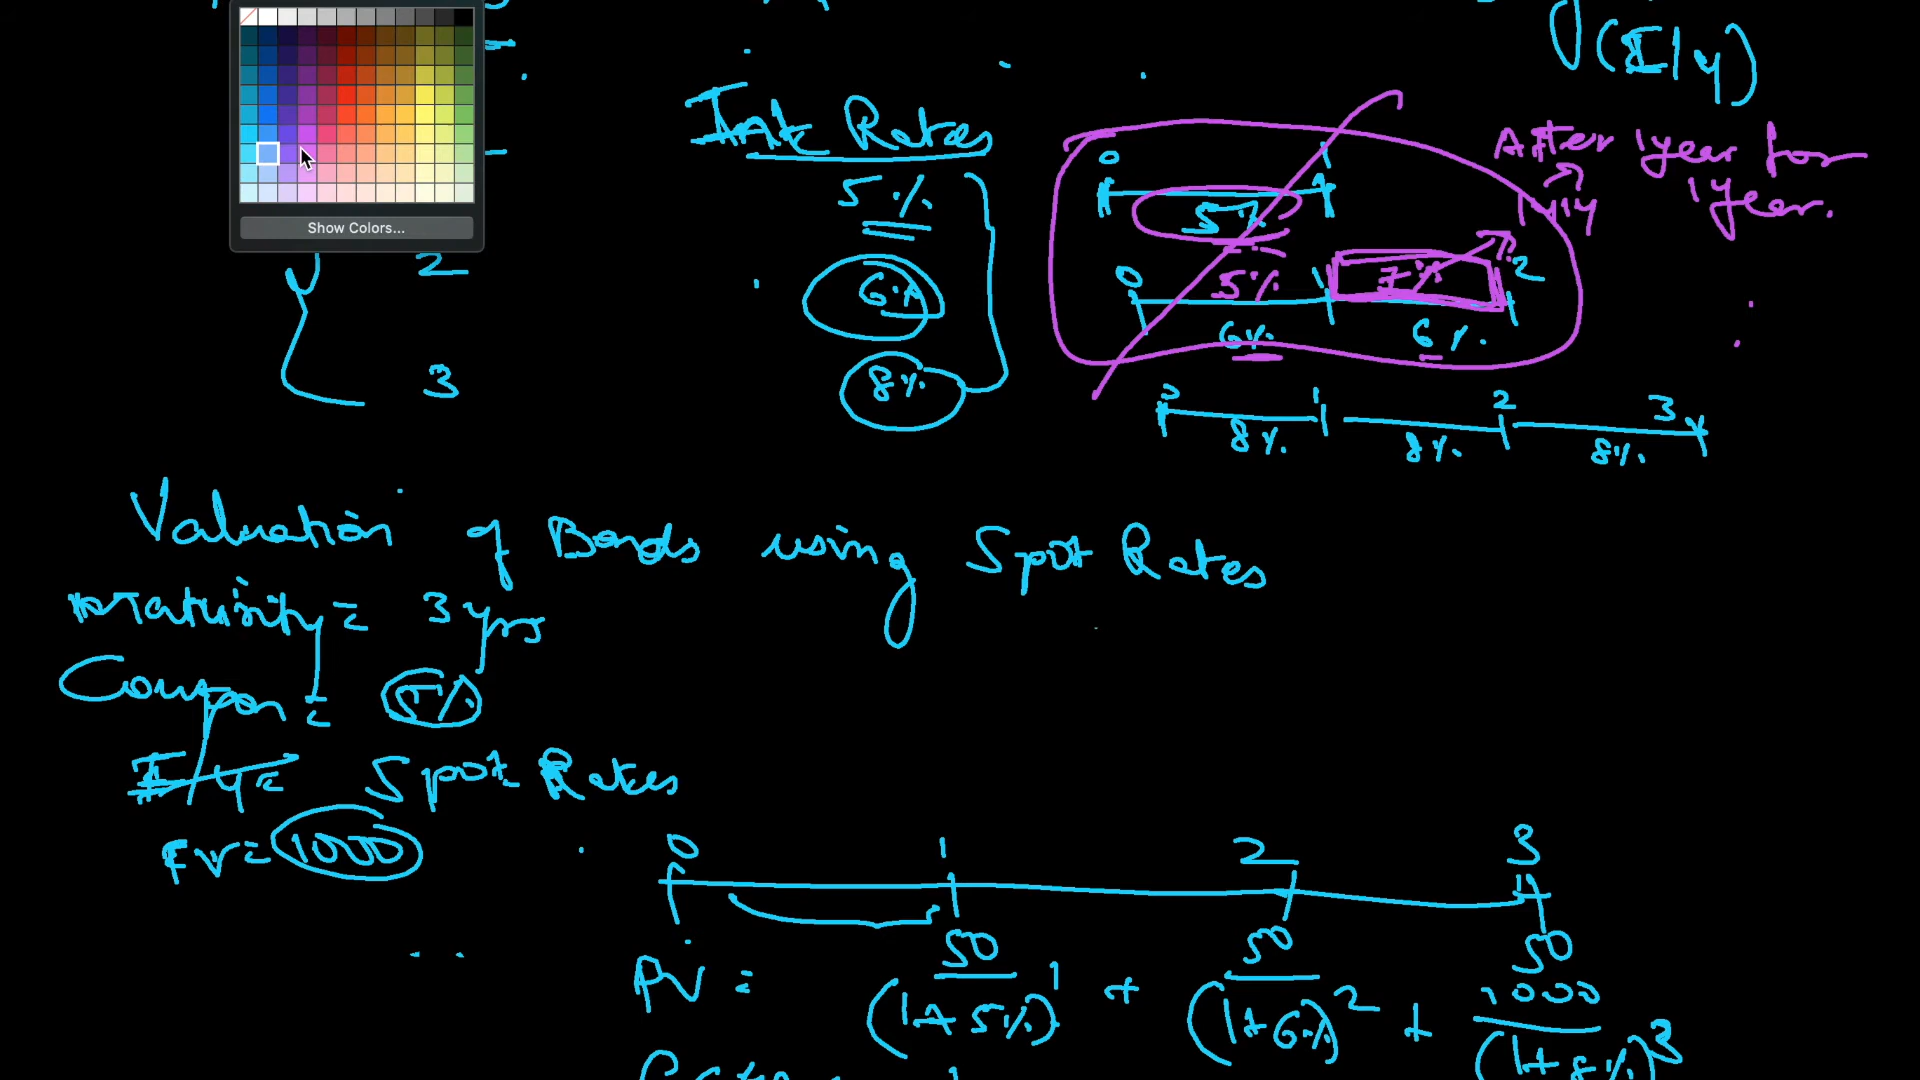 (I/y)
Show Colors...
Int Rates
After 1year for
1year.
0 1
5%
1y1y
5%
2
0 5% 1 7% 2
6%
6% 6%
3
8%
0 1 2 3
8% 8% 8%
Valuation of Bonds using Spot Rates
Maturity = 3 yrs
Coupon = 5%
I/y = Spot Rates
FV = 1000
0 1 2 3
50 50 50
PV = (1+5%)^1 + (1+6%)^2 + 1000
(1+8%)^3